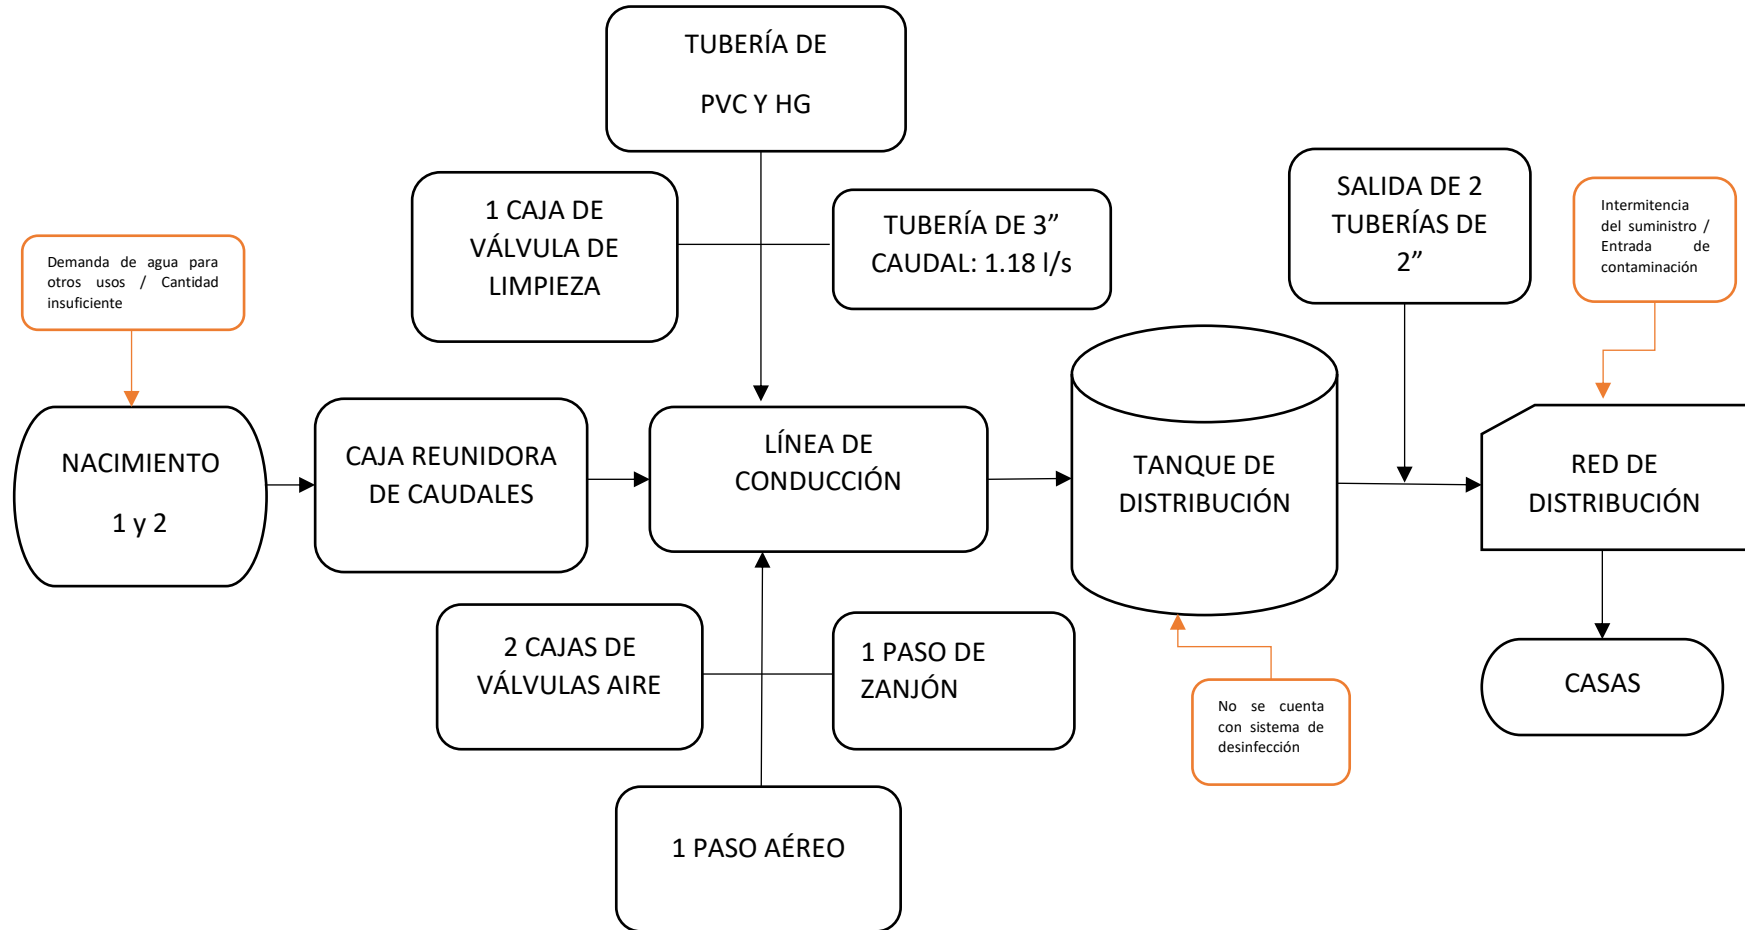 TUBERÍA DE
PVC Y HG
1 CAJA DE
VÁLVULA DE
LIMPIEZA
TUBERÍA DE 3”
CAUDAL: 1.18 l/s
SALIDA DE 2
TUBERÍAS DE
2”
Intermitencia
del suministro /
Entrada de
contaminación
Demanda de agua para
otros usos / Cantidad
insuficiente
NACIMIENTO
1 y 2
CAJA REUNIDORA
DE CAUDALES
LÍNEA DE
CONDUCCIÓN
TANQUE DE
DISTRIBUCIÓN
RED DE
DISTRIBUCIÓN
2 CAJAS DE
VÁLVULAS AIRE
1 PASO DE
ZANJÓN
CASAS
No se cuenta
con sistema de
desinfección
1 PASO AÉREO